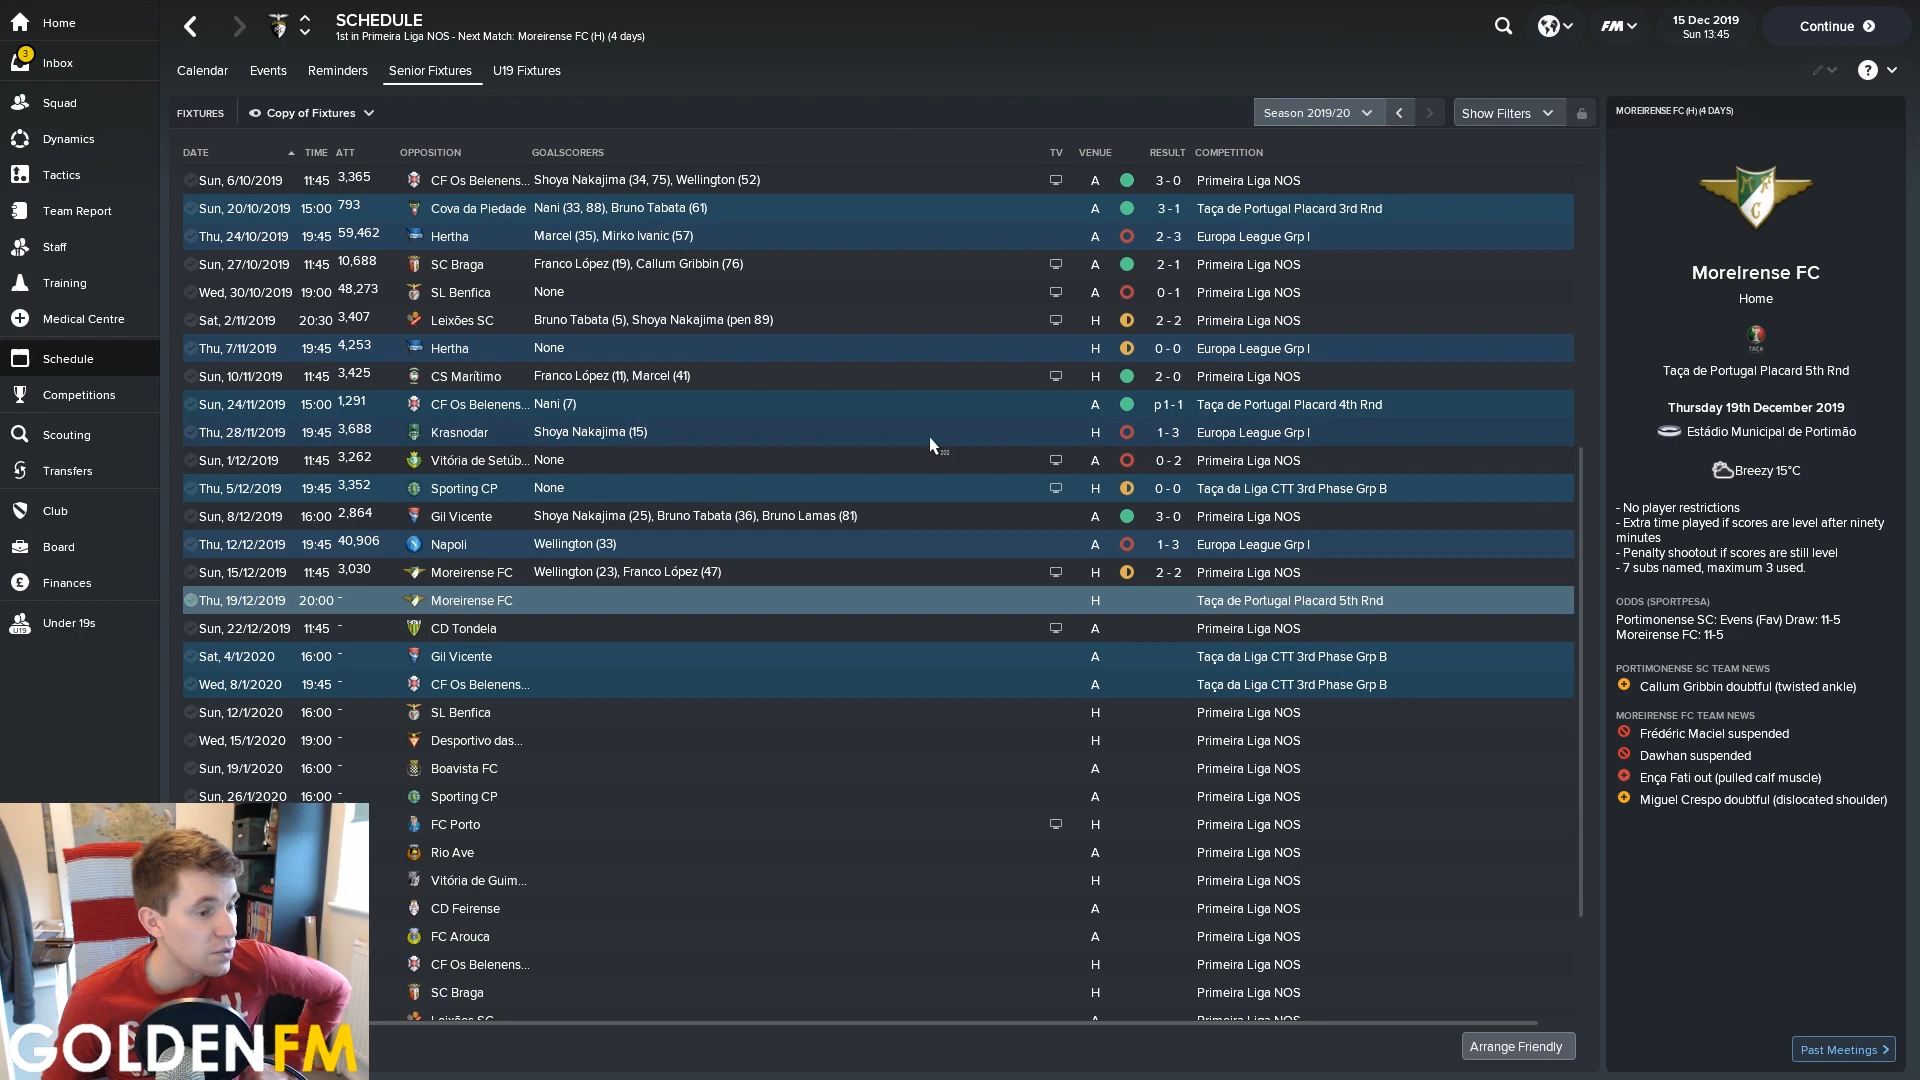 Home
SCHEDULE
1st in Primeira Liga NOS - Next Match: Moreirense FC (H) (4 days)
FM
15 Dec 2019
Sun 13:45
Continue
3
Inbox
Calendar Events Reminders Senior Fixtures U19 Fixtures
?
Squad
Dynamics
Tactics
Team Report
Staff
Training
Medical Centre
Schedule
Competitions
Scouting
Transfers
Club
Board
£ Finances
U19 Under 19s
FIXTURES Copy of Fixtures Season 2019/20 Show Filters
DATE TIME ATT OPPOSITION GOALSCORERS TV VENUE RESULT COMPETITION
Sun, 6/10/2019 11:45 3,365 CF Os Belenens... Shoya Nakajima (34, 75), Wellington (52) A 3 - 0 Primeira Liga NOS
Sun, 20/10/2019 15:00 793 Cova da Piedade Nani (33, 88), Bruno Tabata (61) A 3 - 1 Taça de Portugal Placard 3rd Rnd
Thu, 24/10/2019 19:45 59,462 Hertha Marcel (35), Mirko Ivanic (57) A 2 - 3 Europa League Grp I
Sun, 27/10/2019 11:45 10,688 SC Braga Franco López (19), Callum Gribbin (76) A 2 - 1 Primeira Liga NOS
Wed, 30/10/2019 19:00 48,273 SL Benfica None A 0 - 1 Primeira Liga NOS
Sat, 2/11/2019 20:30 3,407 Leixões SC Bruno Tabata (5), Shoya Nakajima (pen 89) H 2 - 2 Primeira Liga NOS
Thu, 7/11/2019 19:45 4,253 Hertha None H 0 - 0 Europa League Grp I
Sun, 10/11/2019 11:45 3,425 CS Marítimo Franco López (11), Marcel (41) H 2 - 0 Primeira Liga NOS
Sun, 24/11/2019 15:00 1,291 CF Os Belenens... Nani (7) A p 1 - 1 Taça de Portugal Placard 4th Rnd
Thu, 28/11/2019 19:45 3,688 Krasnodar Shoya Nakajima (15) H 1 - 3 Europa League Grp I
Sun, 1/12/2019 11:45 3,262 Vitória de Setúb... None A 0 - 2 Primeira Liga NOS
Thu, 5/12/2019 19:45 3,352 Sporting CP None H 0 - 0 Taça da Liga CTT 3rd Phase Grp B
Sun, 8/12/2019 16:00 2,864 Gil Vicente Shoya Nakajima (25), Bruno Tabata (36), Bruno Lamas (81) A 3 - 0 Primeira Liga NOS
Thu, 12/12/2019 19:45 40,906 Napoli Wellington (33) A 1 - 3 Europa League Grp I
Sun, 15/12/2019 11:45 3,030 Moreirense FC Wellington (23), Franco López (47) H 2 - 2 Primeira Liga NOS
Thu, 19/12/2019 20:00 - Moreirense FC H Taça de Portugal Placard 5th Rnd
Sun, 22/12/2019 11:45 - CD Tondela A Primeira Liga NOS
Sat, 4/1/2020 16:00 - Gil Vicente A Taça da Liga CTT 3rd Phase Grp B
Wed, 8/1/2020 19:45 - CF Os Belenens... A Taça da Liga CTT 3rd Phase Grp B
Sun, 12/1/2020 16:00 - SL Benfica H Primeira Liga NOS
Wed, 15/1/2020 19:00 - Desportivo das... H Primeira Liga NOS
Sun, 19/1/2020 16:00 - Boavista FC A Primeira Liga NOS
Sun, 26/1/2020 16:00 - Sporting CP A Primeira Liga NOS
FC Porto H Primeira Liga NOS
Rio Ave A Primeira Liga NOS
Vitória de Guim... H Primeira Liga NOS
CD Feirense A Primeira Liga NOS
FC Arouca A Primeira Liga NOS
CF Os Belenens... H Primeira Liga NOS
SC Braga H Primeira Liga NOS
Leixões SC A Primeira Liga NOS
Arrange Friendly
MOREIRENSE FC (H) (4 DAYS)
Moreirense FC
Home
TAÇA
Taça de Portugal Placard 5th Rnd
Thursday 19th December 2019
Estádio Municipal de Portimão
Breezy 15°C
- No player restrictions
- Extra time played if scores are level after ninety
minutes
- Penalty shootout if scores are still level
- 7 subs named, maximum 3 used.
ODDS (SPORTPESA)
Portimonense SC: Evens (Fav) Draw: 11-5
Moreirense FC: 11-5
PORTIMONENSE SC TEAM NEWS
Callum Gribbin doubtful (twisted ankle)
MOREIRENSE FC TEAM NEWS
Frédéric Maciel suspended
Dawhan suspended
Ença Fati out (pulled calf muscle)
Miguel Crespo doubtful (dislocated shoulder)
Past Meetings
GOLDENFM